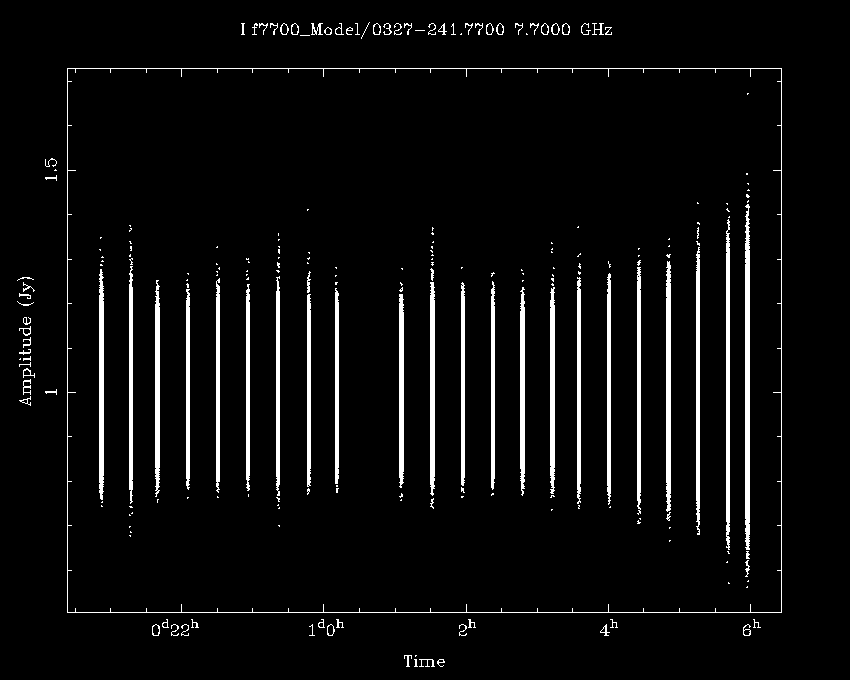 I f7700_Model/0327-241.7700 7.7000 GHz
1.5
1
Amplitude (Jy)
0ᵈ22ʰ 1ᵈ0ʰ 2ʰ 4ʰ 6ʰ
Time